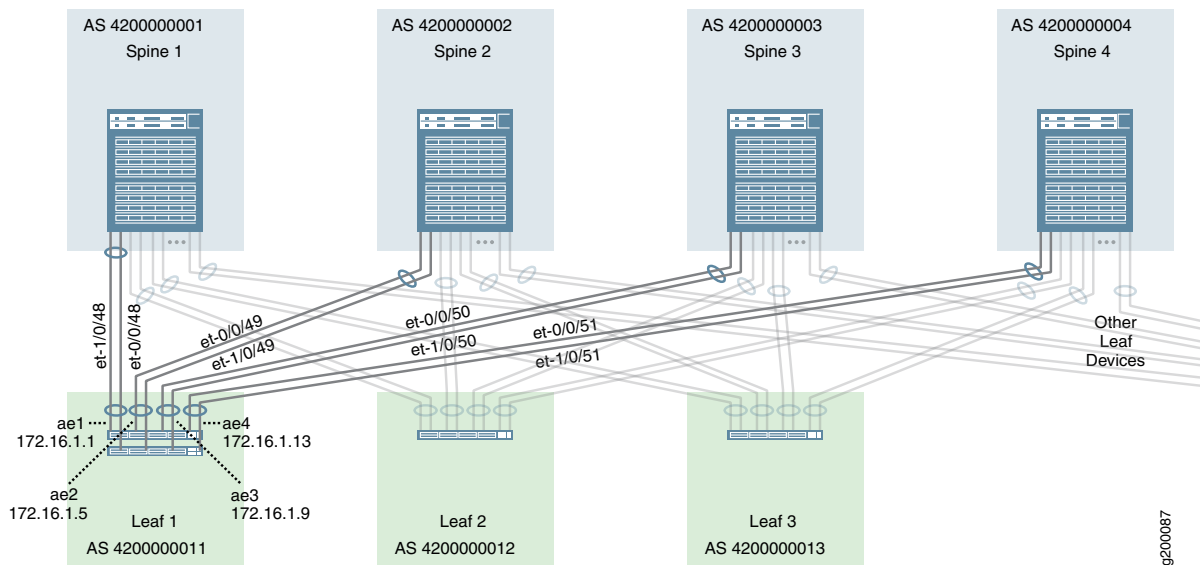 AS 4200000001
Spine 1
AS 4200000002
Spine 2
AS 4200000003
Spine 3
AS 4200000004
Spine 4
et-1/0/48
et-0/0/48
et-0/0/49
et-1/0/49
et-0/0/50
et-1/0/50
et-0/0/51
et-1/0/51
Other
Leaf
Devices
ae1
172.16.1.1
ae4
172.16.1.13
ae2
172.16.1.5
ae3
172.16.1.9
Leaf 1
AS 4200000011
Leaf 2
AS 4200000012
Leaf 3
AS 4200000013
g200087